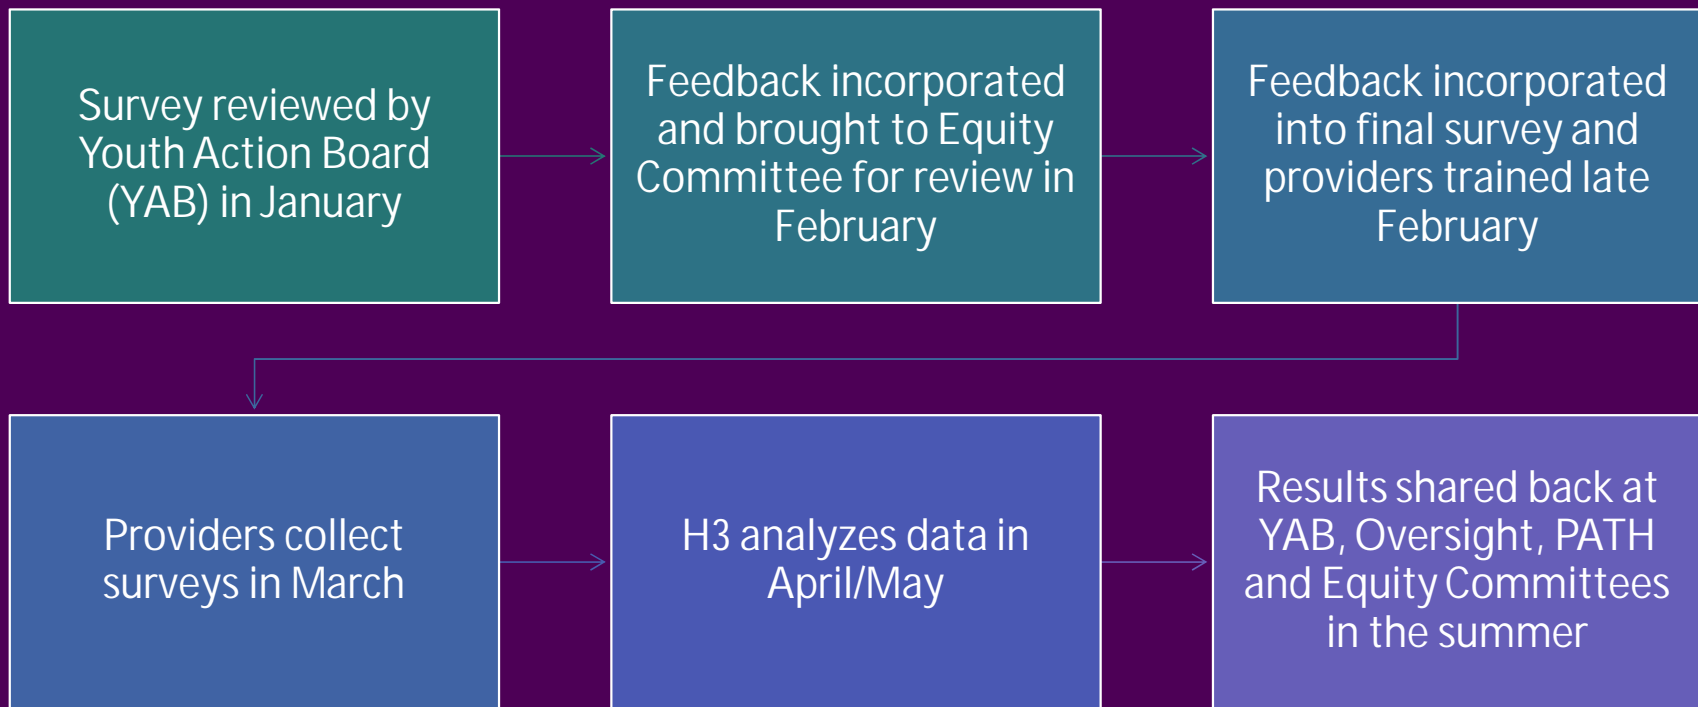 Survey reviewed by
Youth Action Board
(YAB) in January
Feedback incorporated
and brought to Equity
Committee for review in
February
Feedback incorporated
into final survey and
providers trained late
February
Providers collect
surveys in March
H3 analyzes data in
April/May
Results shared back at
YAB, Oversight, PATH
and Equity Committees
in the summer